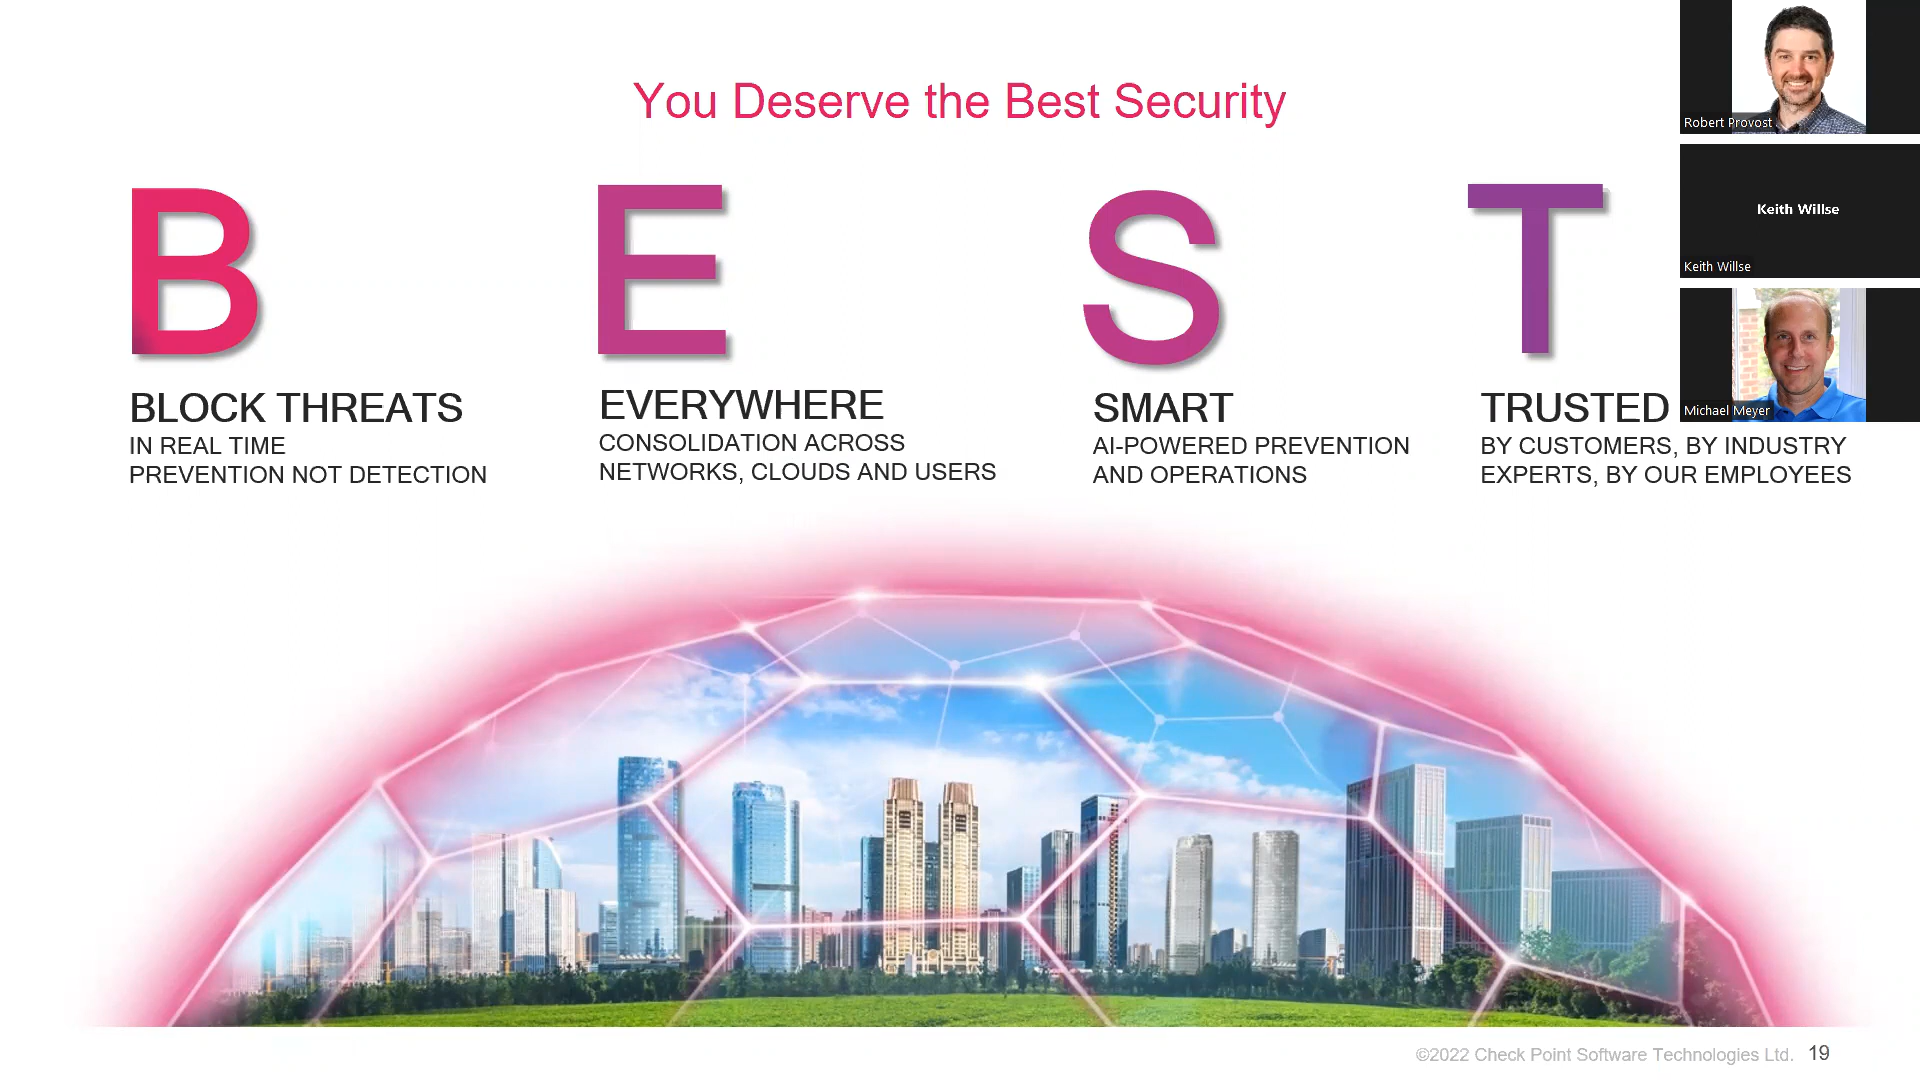 You Deserve the Best Security
B E S T
BLOCK THREATS
IN REAL TIME
PREVENTION NOT DETECTION
EVERYWHERE
CONSOLIDATION ACROSS
NETWORKS, CLOUDS AND USERS
SMART
AI-POWERED PREVENTION
AND OPERATIONS
TRUSTED
BY CUSTOMERS, BY INDUSTRY
EXPERTS, BY OUR EMPLOYEES
Robert Provost
Keith Willse
Keith Willse
Michael Meyer
©2022 Check Point Software Technologies Ltd. 19